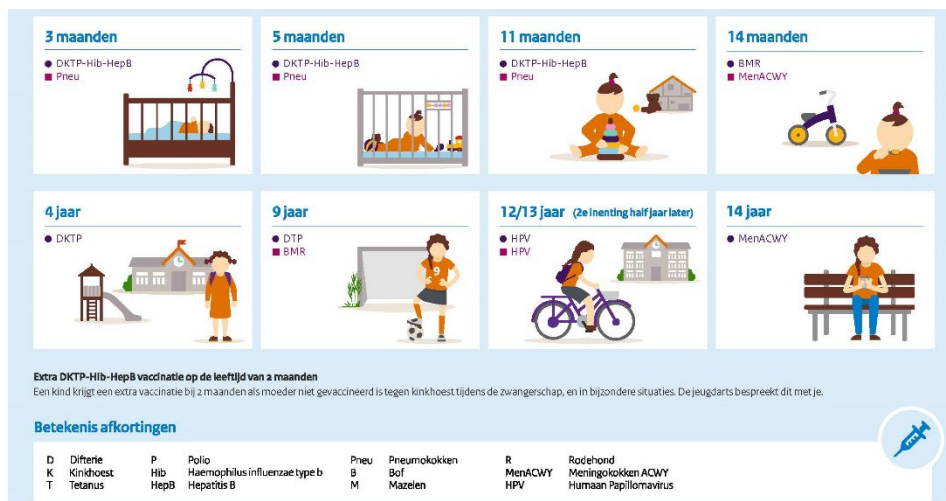 3 maanden
DKTP-Hib-HepB
Pneu
5 maanden
DKTP-Hib-HepB
Pneu
11 maanden
DKTP-Hib-HepB
Pneu
14 maanden
BMR
MenACWY
4 jaar
DKTP
9 jaar
DTP
BMR
9
12/13 jaar (2e inenting half jaar later)
HPV
HPV
14 jaar
MenACWY
Extra DKTP-Hib-HepB vaccinatie op de leeftijd van 2 maanden
Een kind krijgt een extra vaccinatie bij 2 maanden als moeder niet gevaccineerd is tegen kinkhoest tijdens de zwangerschap, en in bijzondere situaties. De jeugdarts bespreekt dit met je.
Betekenis afkortingen
D Difterie P Polio Pneu Pneumokokken R Rodehond
K Kinkhoest Hib Haemophilus influenzae type b B Bof MenACWY Meningokokken ACWY
T Tetanus HepB Hepatitis B M Mazelen HPV Humaan Papillomavirus